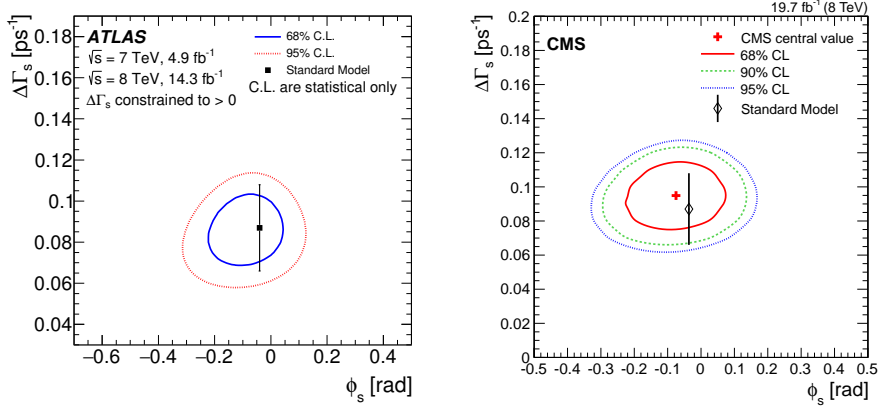 ATLAS
√s = 7 TeV, 4.9 fb⁻¹
√s = 8 TeV, 14.3 fb⁻¹
ΔΓs constrained to > 0
68% C.L.
95% C.L.
Standard Model
C.L. are statistical only
ΔΓs [ps⁻¹]
0.18
0.16
0.14
0.12
0.1
0.08
0.06
0.04
−0.6 −0.4 −0.2 0 0.2 0.4
ϕs [rad]
19.7 fb⁻¹ (8 TeV)
CMS
CMS central value
68% CL
90% CL
95% CL
Standard Model
ΔΓs [ps⁻¹]
0.2
0.18
0.16
0.14
0.12
0.1
0.08
0.06
0.04
0.02
0
-0.5 -0.4 -0.3 -0.2 -0.1 0 0.1 0.2 0.3 0.4 0.5
ϕs [rad]